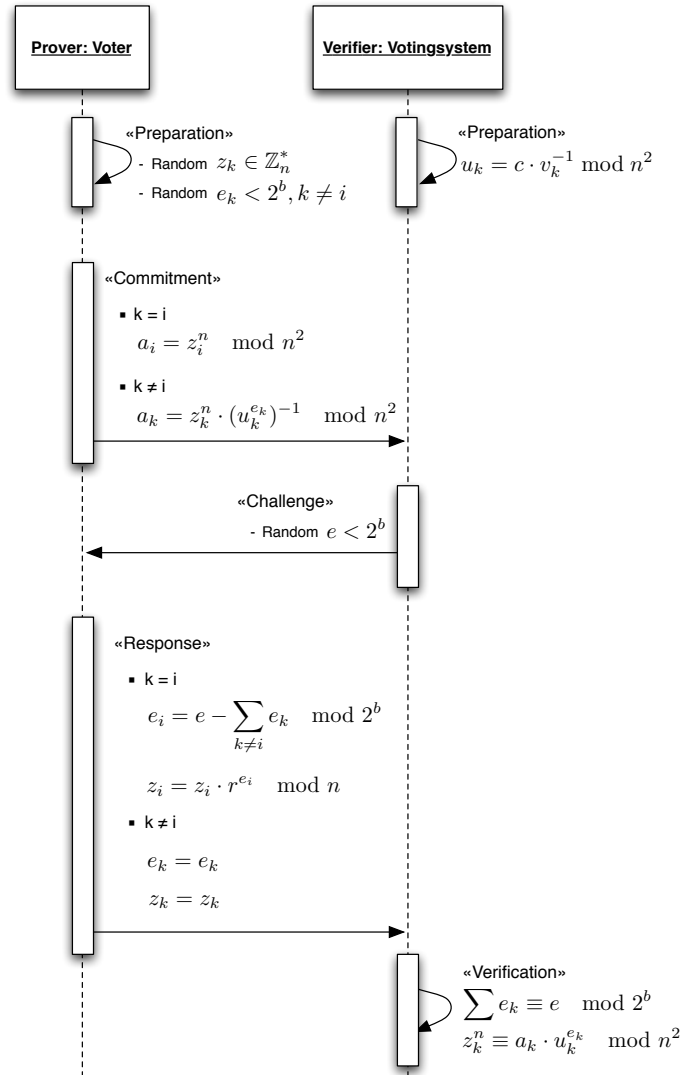 Prover: Voter
Verifier: Votingsystem
«Preparation»
- Random z_k ∈ ℤ_n^*
- Random e_k < 2^b, k ≠ i
«Preparation»
u_k = c · v_k^{-1} mod n^2
«Commitment»
▪ k = i
a_i = z_i^n mod n^2
▪ k ≠ i
a_k = z_k^n · (u_k^{e_k})^{-1} mod n^2
«Challenge»
- Random e < 2^b
«Response»
▪ k = i
e_i = e − ∑_{k≠i} e_k mod 2^b
z_i = z_i · r^{e_i} mod n
▪ k ≠ i
e_k = e_k
z_k = z_k
«Verification»
∑ e_k ≡ e mod 2^b
z_k^n ≡ a_k · u_k^{e_k} mod n^2